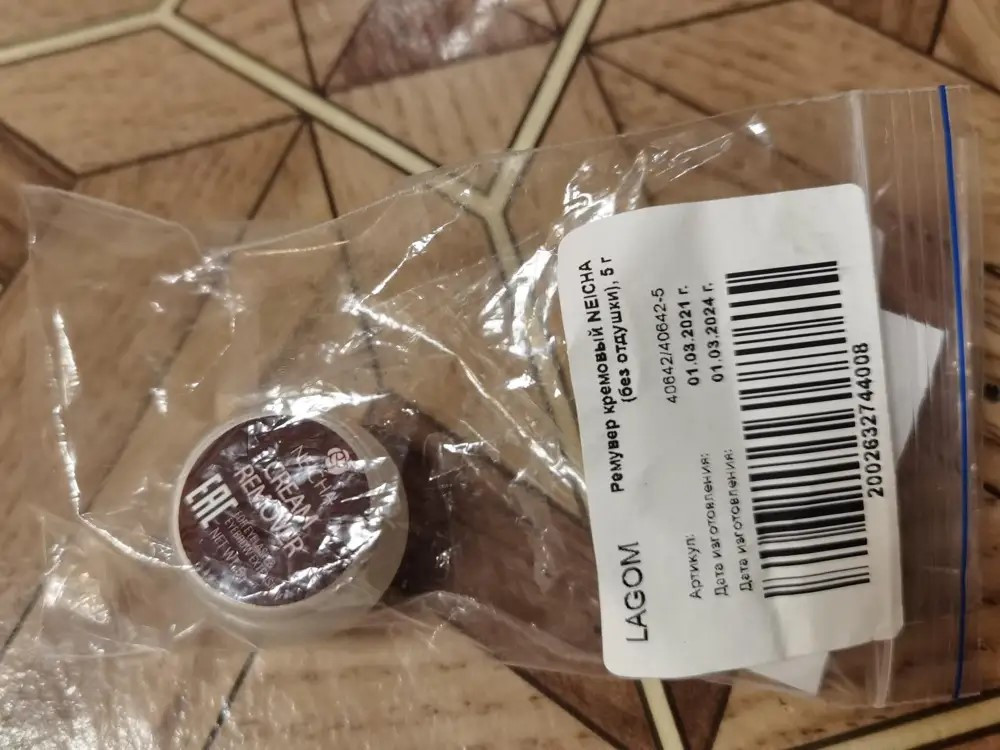 LAGOM
Ремувер кремовый NEICHA
(без отдушки), 5 г
Артикул: 40642/40642-5
Дата изготовления: 01.03.2021 г.
Дата изготовления: 01.03.2024 г.
2002632744008
NEICHA
CREAM
REMOVER
EAC
NET W